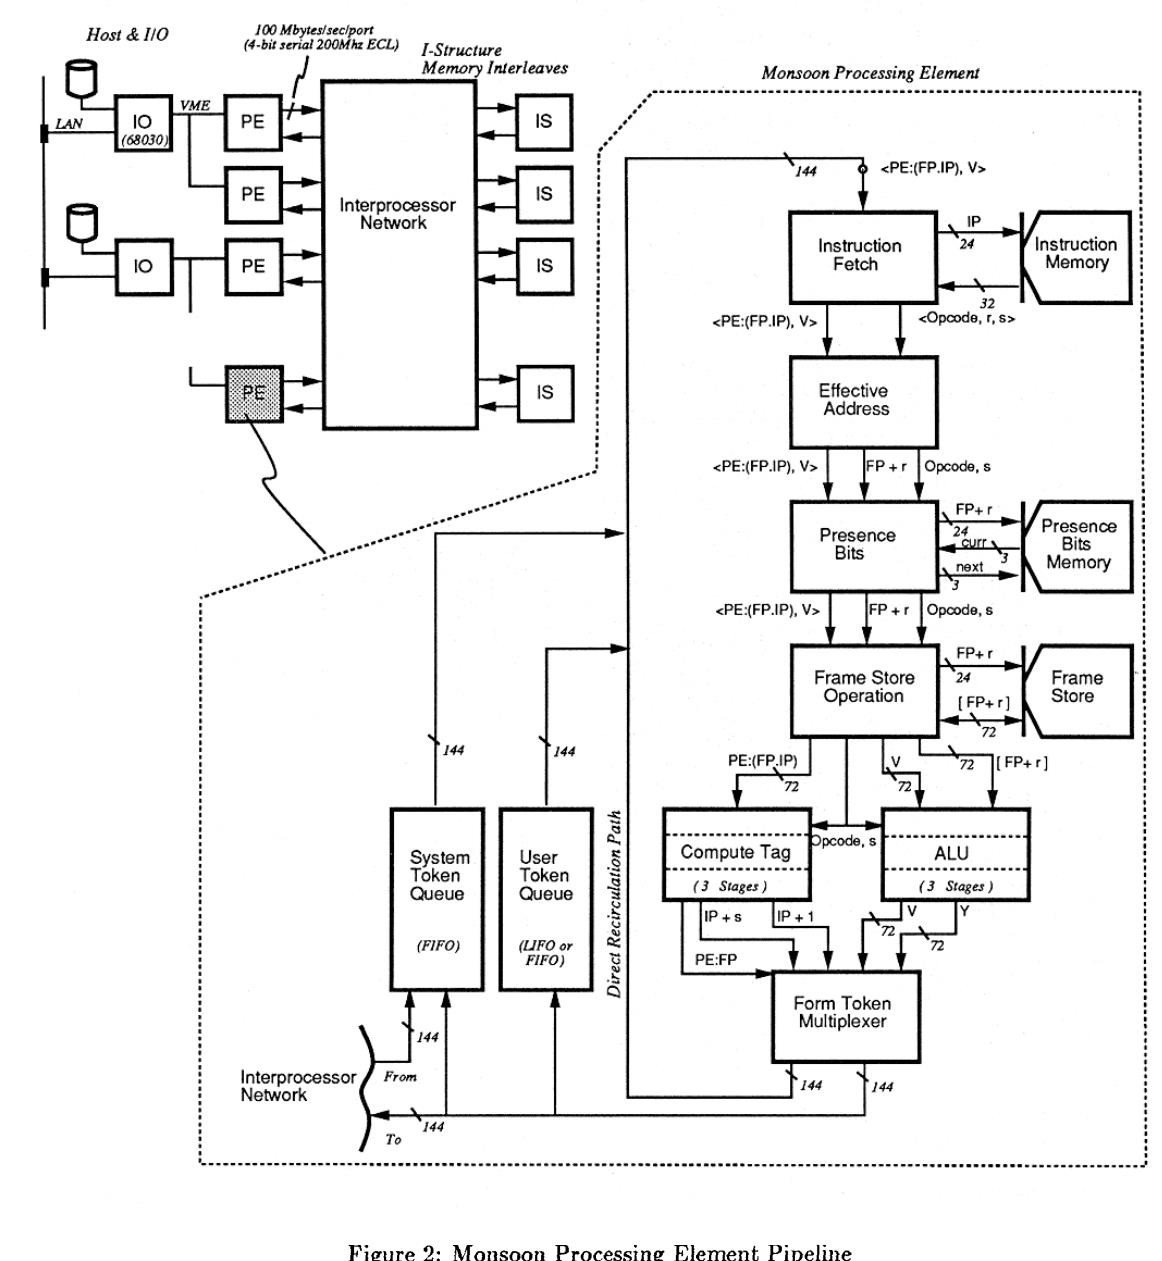 Host & I/O
100 Mbytes/sec/port
(4-bit serial 200Mhz ECL)
I-Structure
Memory Interleaves
Monsoon Processing Element
LAN
IO
(68030)
VME
PE
IS
PE
IS
Interprocessor
Network
IO
PE
IS
PE
IS
144
<PE:(FP.IP), V>
Instruction
Fetch
IP
24
32
<Opcode, r, s>
Instruction
Memory
<PE:(FP.IP), V>
Effective
Address
<PE:(FP.IP), V>
FP + r
Opcode, s
Presence
Bits
FP+ r
24
curr
3
next
3
Presence
Bits
Memory
<PE:(FP.IP), V>
FP + r
Opcode, s
Frame Store
Operation
FP+ r
24
[ FP+ r ]
72
Frame
Store
PE:(FP.IP)
72
V
72
72
[ FP+ r ]
144
144
Compute Tag
( 3 Stages )
Opcode, s
ALU
( 3 Stages )
System
Token
Queue
(FIFO)
User
Token
Queue
(LIFO or
FIFO)
Direct Recirculation Path
IP + s
IP + 1
PE:FP
V
72
Y
72
Form Token
Multiplexer
144
144
144
Interprocessor
Network
From
To
144
Figure 2: Monsoon Processing Element Pipeline